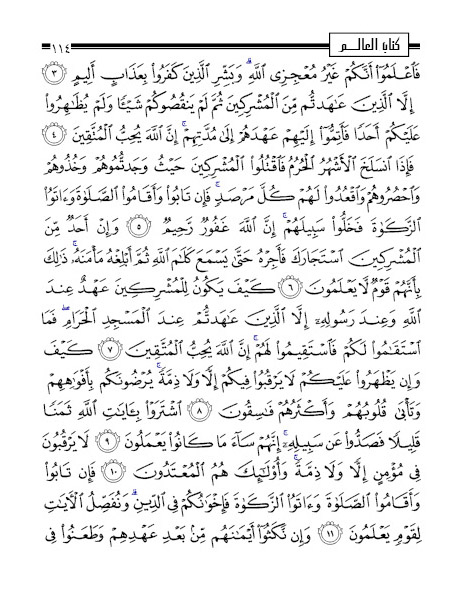 كتاب العالم ١١٤
فَٱعۡلَمُوٓاْ أَنَّكُمۡ غَيۡرُ مُعۡجِزِي ٱللَّهِۗ وَبَشِّرِ ٱلَّذِينَ كَفَرُواْ بِعَذَابٍ أَلِيمٍ ٣
إِلَّا ٱلَّذِينَ عَٰهَدتُّم مِّنَ ٱلۡمُشۡرِكِينَ ثُمَّ لَمۡ يَنقُصُوكُمۡ شَيۡـٔٗا وَلَمۡ يُظَٰهِرُواْ
عَلَيۡكُمۡ أَحَدٗا فَأَتِمُّوٓاْ إِلَيۡهِمۡ عَهۡدَهُمۡ إِلَىٰ مُدَّتِهِمۡۚ إِنَّ ٱللَّهَ يُحِبُّ ٱلۡمُتَّقِينَ ٤
فَإِذَا ٱنسَلَخَ ٱلۡأَشۡهُرُ ٱلۡحُرُمُ فَٱقۡتُلُواْ ٱلۡمُشۡرِكِينَ حَيۡثُ وَجَدتُّمُوهُمۡ وَخُذُوهُمۡ
وَٱحۡصُرُوهُمۡ وَٱقۡعُدُواْ لَهُمۡ كُلَّ مَرۡصَدٖۚ فَإِن تَابُواْ وَأَقَامُواْ ٱلصَّلَوٰةَ وَءَاتَوُاْ
ٱلزَّكَوٰةَ فَخَلُّواْ سَبِيلَهُمۡۚ إِنَّ ٱللَّهَ غَفُورٞ رَّحِيمٞ ٥ وَإِنۡ أَحَدٞ مِّنَ
ٱلۡمُشۡرِكِينَ ٱسۡتَجَارَكَ فَأَجِرۡهُ حَتَّىٰ يَسۡمَعَ كَلَٰمَ ٱللَّهِ ثُمَّ أَبۡلِغۡهُ مَأۡمَنَهُۥۚ ذَٰلِكَ
بِأَنَّهُمۡ قَوۡمٞ لَّا يَعۡلَمُونَ ٦ كَيۡفَ يَكُونُ لِلۡمُشۡرِكِينَ عَهۡدٌ عِندَ
ٱللَّهِ وَعِندَ رَسُولِهِۦٓ إِلَّا ٱلَّذِينَ عَٰهَدتُّمۡ عِندَ ٱلۡمَسۡجِدِ ٱلۡحَرَامِۖ فَمَا
ٱسۡتَقَٰمُواْ لَكُمۡ فَٱسۡتَقِيمُواْ لَهُمۡۚ إِنَّ ٱللَّهَ يُحِبُّ ٱلۡمُتَّقِينَ ٧ كَيۡفَ
وَإِن يَظۡهَرُواْ عَلَيۡكُمۡ لَا يَرۡقُبُواْ فِيكُمۡ إِلّٗا وَلَا ذِمَّةٗۚ يُرۡضُونَكُم بِأَفۡوَٰهِهِمۡ
وَتَأۡبَىٰ قُلُوبُهُمۡ وَأَكۡثَرُهُمۡ فَٰسِقُونَ ٨ ٱشۡتَرَوۡاْ بِـَٔايَٰتِ ٱللَّهِ ثَمَنٗا
قَلِيلٗا فَصَدُّواْ عَن سَبِيلِهِۦٓۚ إِنَّهُمۡ سَآءَ مَا كَانُواْ يَعۡمَلُونَ ٩ لَا يَرۡقُبُونَ
فِي مُؤۡمِنٍ إِلّٗا وَلَا ذِمَّةٗۚ وَأُوْلَٰٓئِكَ هُمُ ٱلۡمُعۡتَدُونَ ١٠ فَإِن تَابُواْ
وَأَقَامُواْ ٱلصَّلَوٰةَ وَءَاتَوُاْ ٱلزَّكَوٰةَ فَإِخۡوَٰنُكُمۡ فِي ٱلدِّينِۗ وَنُفَصِّلُ ٱلۡأٓيَٰتِ
لِقَوۡمٖ يَعۡلَمُونَ ١١ وَإِن نَّكَثُوٓاْ أَيۡمَٰنَهُم مِّنۢ بَعۡدِ عَهۡدِهِمۡ وَطَعَنُواْ فِي